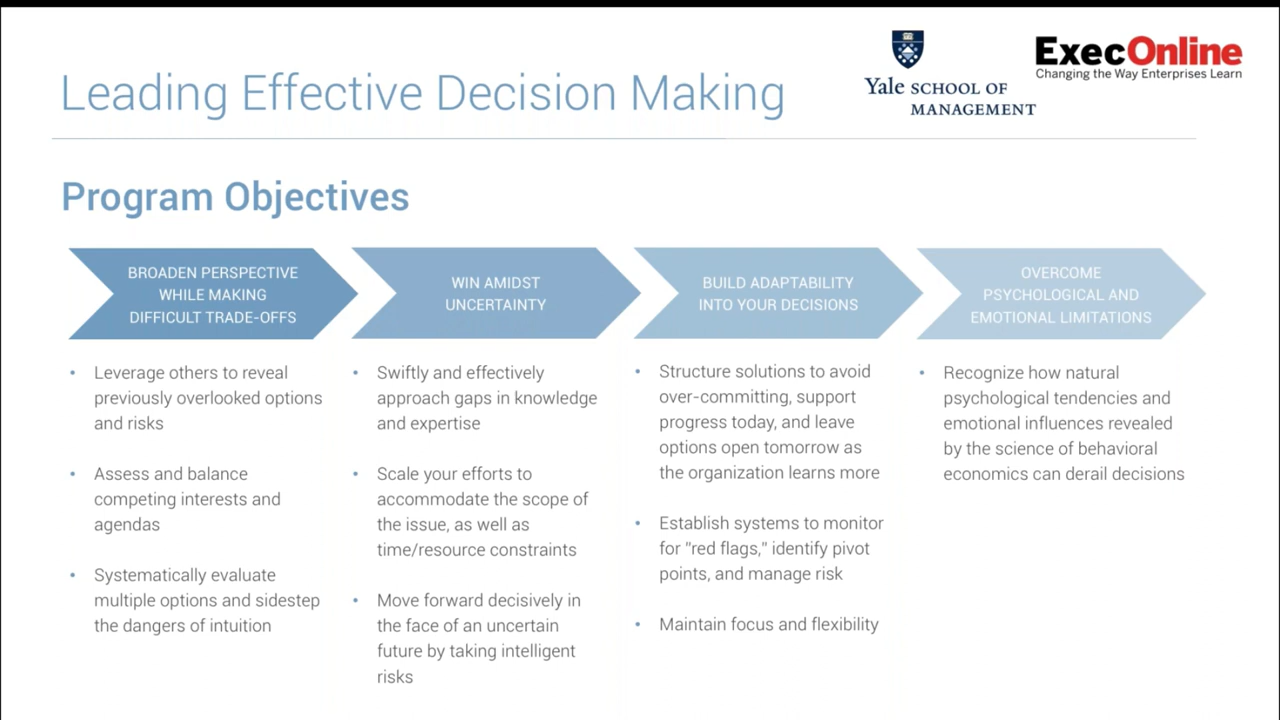 Leading Effective Decision Making
Yale SCHOOL OF
MANAGEMENT
ExecOnline
Changing the Way Enterprises Learn
Program Objectives
BROADEN PERSPECTIVE
WHILE MAKING
DIFFICULT TRADE-OFFS
WIN AMIDST
UNCERTAINTY
BUILD ADAPTABILITY
INTO YOUR DECISIONS
OVERCOME
PSYCHOLOGICAL AND
EMOTIONAL LIMITATIONS
• Leverage others to reveal
previously overlooked options
and risks
• Assess and balance
competing interests and
agendas
• Systematically evaluate
multiple options and sidestep
the dangers of intuition
• Swiftly and effectively
approach gaps in knowledge
and expertise
• Scale your efforts to
accommodate the scope of
the issue, as well as
time/resource constraints
• Move forward decisively in
the face of an uncertain
future by taking intelligent
risks
• Structure solutions to avoid
over-committing, support
progress today, and leave
options open tomorrow as
the organization learns more
• Establish systems to monitor
for "red flags," identify pivot
points, and manage risk
• Maintain focus and flexibility
• Recognize how natural
psychological tendencies and
emotional influences revealed
by the science of behavioral
economics can derail decisions